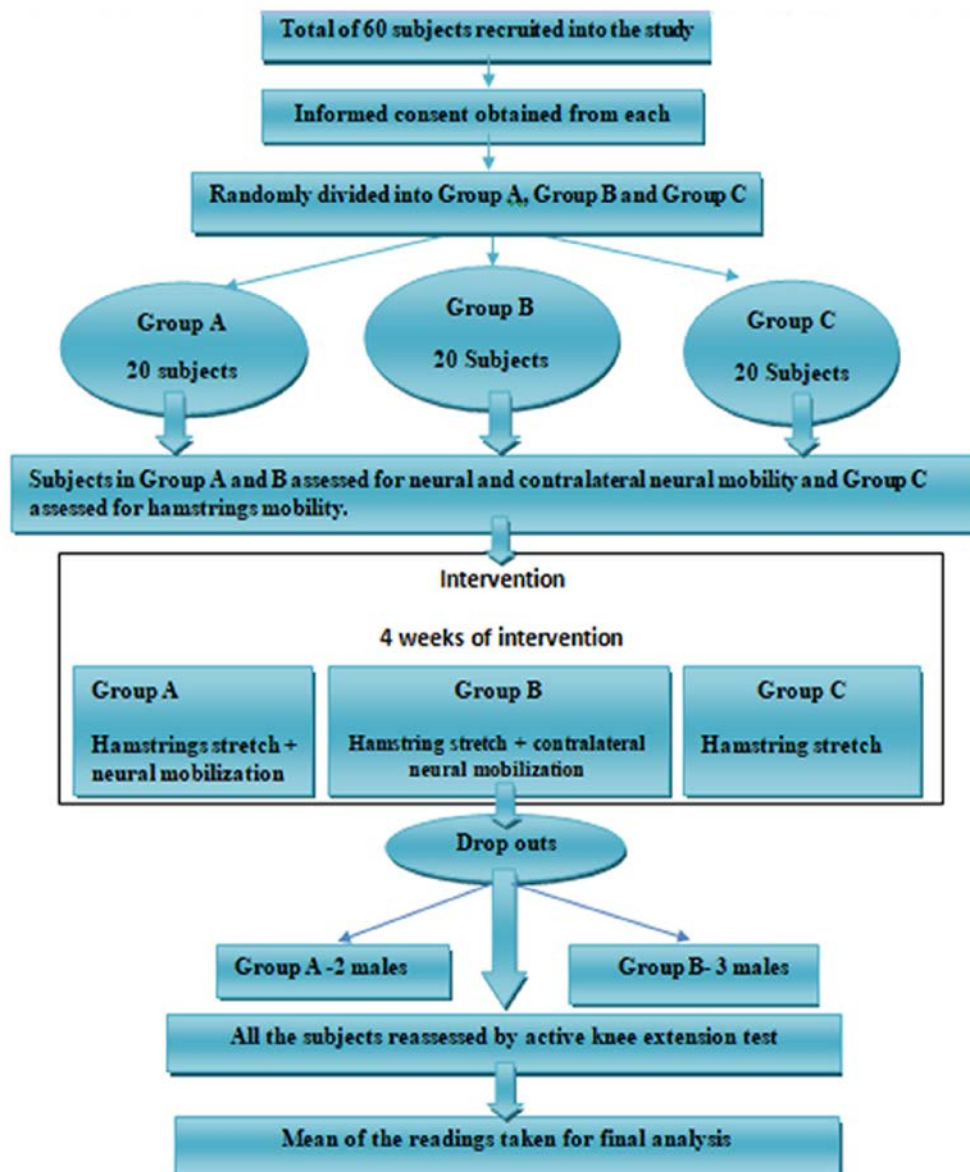 Total of 60 subjects recruited into the study
Informed consent obtained from each
Randomly divided into Group A, Group B and Group C
Group A
20 subjects
Group B
20 Subjects
Group C
20 Subjects
Subjects in Group A and B assessed for neural and contralateral neural mobility and Group C
assessed for hamstrings mobility.
Intervention
4 weeks of intervention
Group A
Hamstrings stretch +
neural mobilization
Group B
Hamstring stretch + contralateral
neural mobilization
Group C
Hamstring stretch
Drop outs
Group A -2 males
Group B- 3 males
All the subjects reassessed by active knee extension test
Mean of the readings taken for final analysis